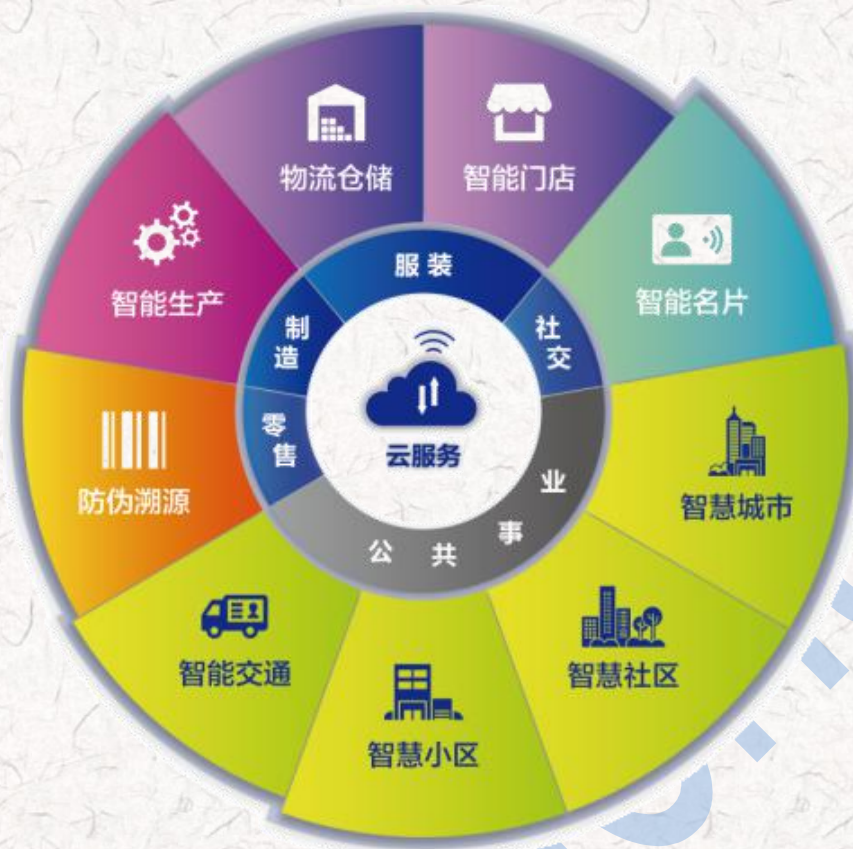 物流仓储
智能门店
智能生产
智能名片
服装
制造
社交
零售
云服务
防伪溯源
智慧城市
公共事业
智能交通
智慧社区
智慧小区